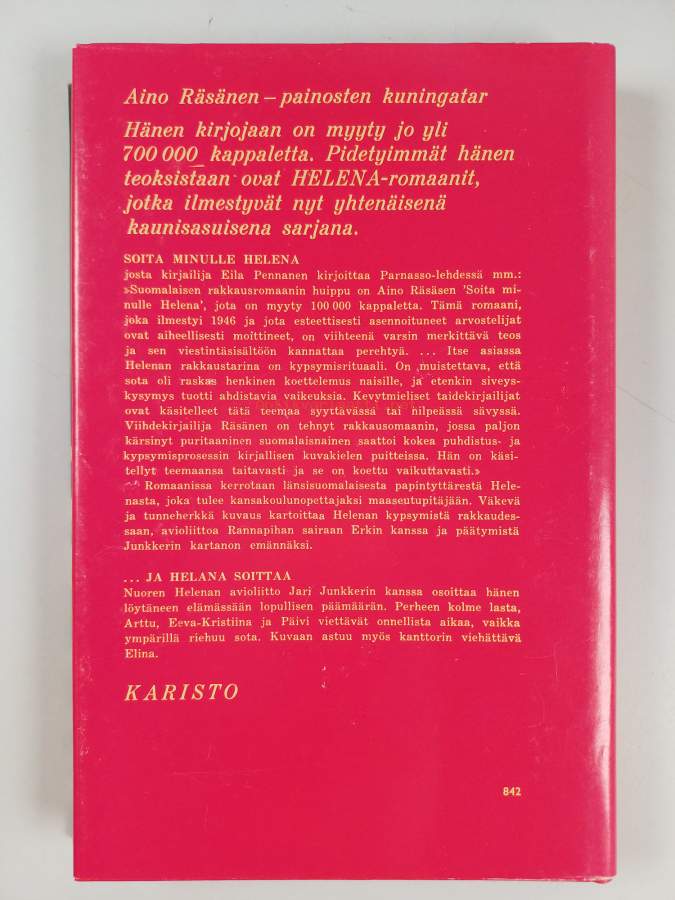 Aino Räsänen – painosten kuningatar
Hänen kirjojaan on myyty jo yli
700 000 kappaletta. Pidetyimmät hänen
teoksistaan ovat HELENA-romaanit,
jotka ilmestyvät nyt yhtenäisenä
kaunisasuisena sarjana.
SOITA MINULLE HELENA
josta kirjailija Eila Pennanen kirjoittaa Parnasso-lehdessä mm.:
»Suomalaisen rakkausromaanin huippu on Aino Räsäsen 'Soita mi-
nulle Helena', jota on myyty 100 000 kappaletta. Tämä romaani,
joka ilmestyi 1946 ja jota esteettisesti asennoituneet arvostelijat
ovat aiheellisesti moittineet, on viihteenä varsin merkittävä teos
ja sen viestintäsisältöön kannattaa perehtyä. ... Itse asiassa
Helenan rakkaustarina on kypsymisrituaali. On muistettava, että
sota oli raskas henkinen koettelemus naisille, ja etenkin siveys-
kysymys tuotti ahdistavia vaikeuksia. Kevytmieliset taidekirjailijat
ovat käsitelleet tätä teemaa syyttävässä tai hilpeässä sävyssä.
Viihdekirjailija Räsänen on tehnyt rakkausomaanin, jossa paljon
kärsinyt puritaaninen suomalaisnainen saattoi kokea puhdistus- ja
kypsymisprosessin kirjallisen kuvakielen puitteissa. Hän on käsi-
tellyt teemaansa taitavasti ja se on koettu vaikuttavasti.»
Romaanissa kerrotaan länsisuomalaisesta papintyttärestä Hele-
nasta, joka tulee kansakoulunopettajaksi maaseutupitäjään. Väkevä
ja tunneherkkä kuvaus kartoittaa Helenan kypsymistä rakkaudes-
saan, avioliittoa Rannapihan sairaan Erkin kanssa ja päätymistä
Junkkerin kartanon emännäksi.
... JA HELANA SOITTAA
Nuoren Helenan avioliitto Jari Junkkerin kanssa osoittaa hänen
löytäneen elämässään lopullisen päämäärän. Perheen kolme lasta,
Arttu, Eeva-Kristiina ja Päivi viettävät onnellista aikaa, vaikka
ympärillä riehuu sota. Kuvaan astuu myös kanttorin viehättävä
Elina.
KARISTO
842